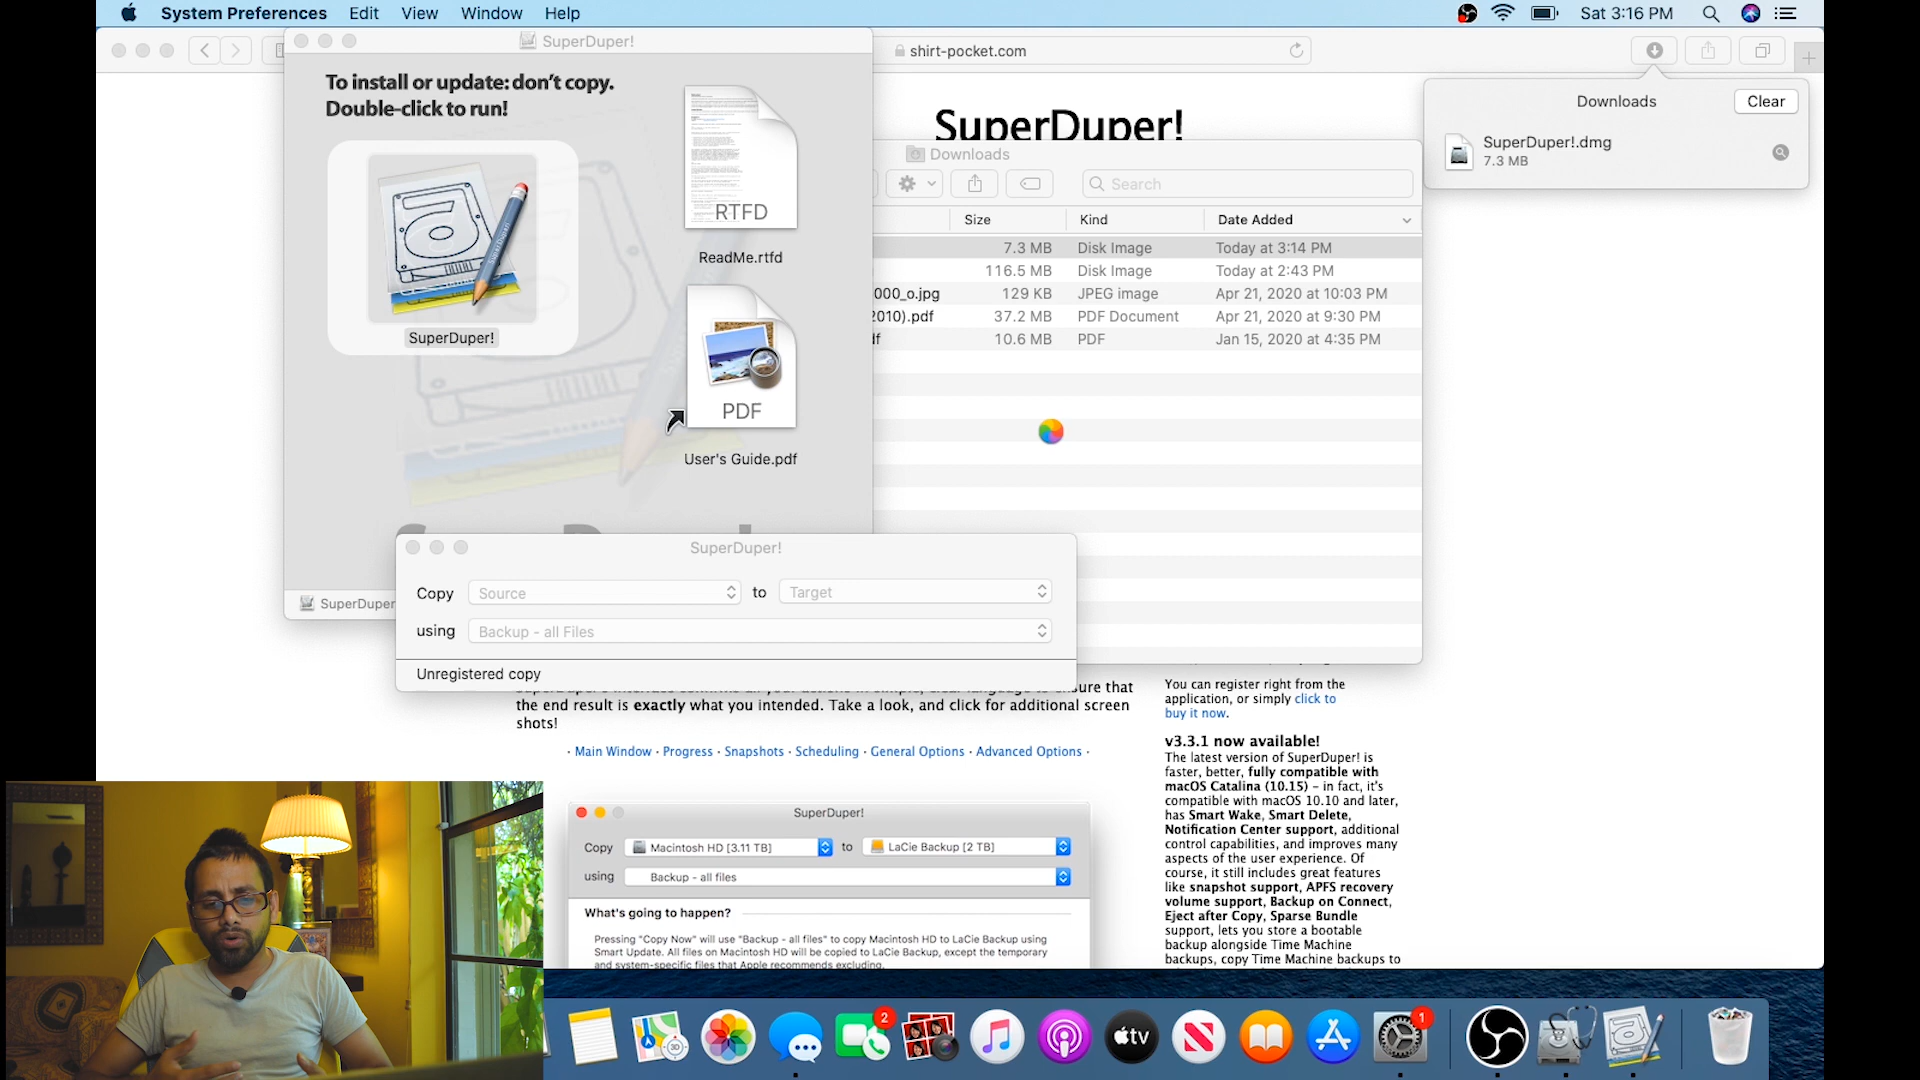 System Preferences Edit View Window Help
Sat 3:16 PM
SuperDuper!
shirt-pocket.com
To install or update: don't copy.
Double-click to run!
RTFD
ReadMe.rtfd
SuperDuper!
PDF
User's Guide.pdf
SuperDuper
SuperDuper!
Downloads
Clear
SuperDuper!.dmg
7.3 MB
Downloads
Search
Size Kind Date Added
7.3 MB Disk Image Today at 3:14 PM
116.5 MB Disk Image Today at 2:43 PM
000_o.jpg 129 KB JPEG image Apr 21, 2020 at 10:03 PM
2010).pdf 37.2 MB PDF Document Apr 21, 2020 at 9:30 PM
df 10.6 MB PDF Jan 15, 2020 at 4:35 PM
SuperDuper!
Copy Source to Target
using Backup - all Files
Unregistered copy
ensure that
the end result is exactly what you intended. Take a look, and click for additional screen
shots!
· Main Window · Progress · Snapshots · Scheduling · General Options · Advanced Options ·
SuperDuper!
Copy Macintosh HD [3.11 TB] to LaCie Backup [2 TB]
using Backup - all files
What's going to happen?
Pressing "Copy Now" will use "Backup - all files" to copy Macintosh HD to LaCie Backup using
Smart Update. All files on Macintosh HD will be copied to LaCie Backup, except the temporary
and system-specific files that Apple recommends excluding.
You can register right from the
application, or simply click to
buy it now.
v3.3.1 now available!
The latest version of SuperDuper! is
faster, better, fully compatible with
macOS Catalina (10.15) – in fact, it's
compatible with macOS 10.10 and later,
has Smart Wake, Smart Delete,
Notification Center support, additional
control capabilities, and improves many
aspects of the user experience. Of
course, it still includes great features
like snapshot support, APFS recovery
volume support, Backup on Connect,
Eject after Copy, Sparse Bundle
support, lets you store a bootable
backup alongside Time Machine
backups, copy Time Machine backups to
2
3D
tv
1